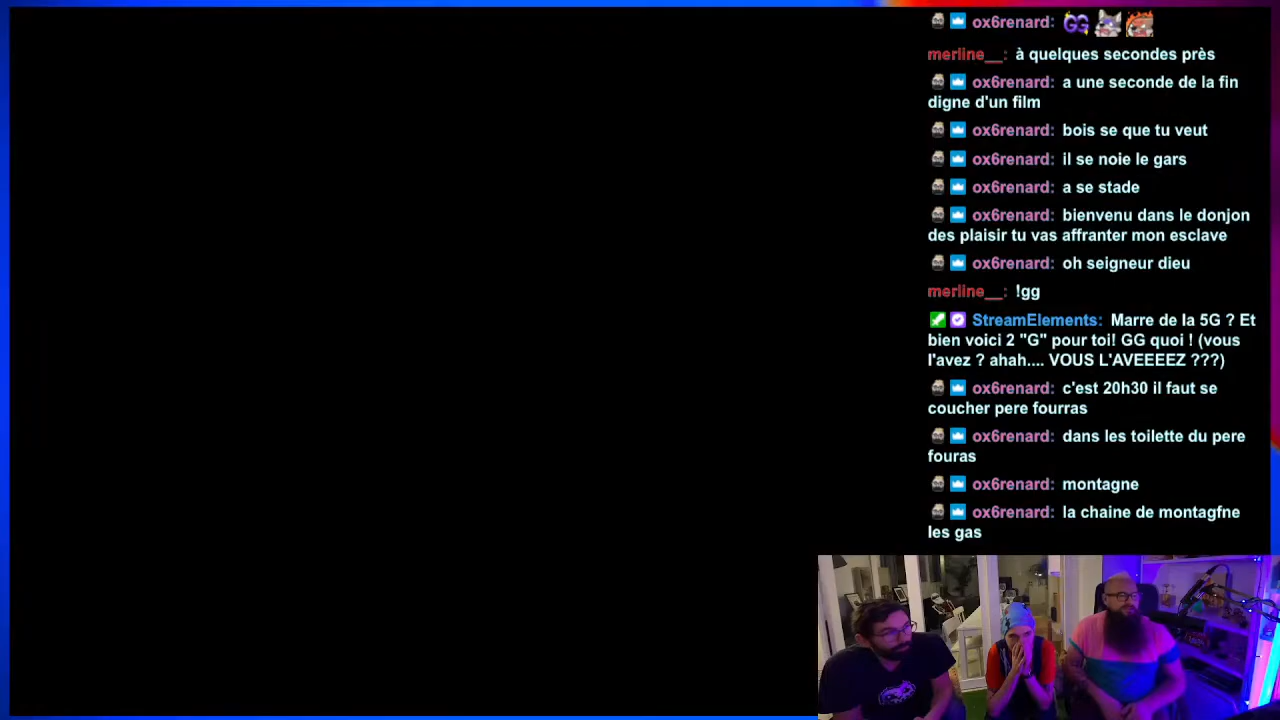 ox6renard: GG
merline__: à quelques secondes près
ox6renard: a une seconde de la fin
digne d'un film
ox6renard: bois se que tu veut
ox6renard: il se noie le gars
ox6renard: a se stade
ox6renard: bienvenu dans le donjon
des plaisir tu vas affranter mon esclave
ox6renard: oh seigneur dieu
merline__: !gg
StreamElements: Marre de la 5G ? Et
bien voici 2 "G" pour toi! GG quoi ! (vous
l'avez ? ahah.... VOUS L'AVEEEEZ ???)
ox6renard: c'est 20h30 il faut se
coucher pere fourras
ox6renard: dans les toilette du pere
fouras
ox6renard: montagne
ox6renard: la chaine de montagfne
les gas